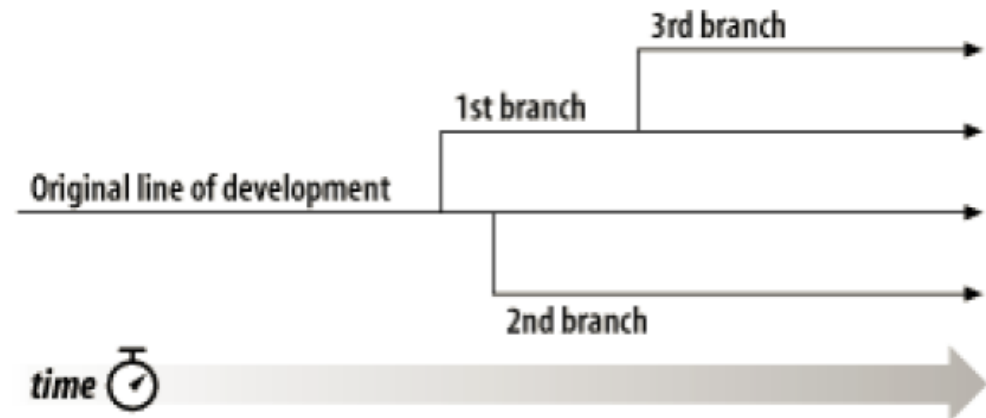 3rd branch
1st branch
Original line of development
2nd branch
time